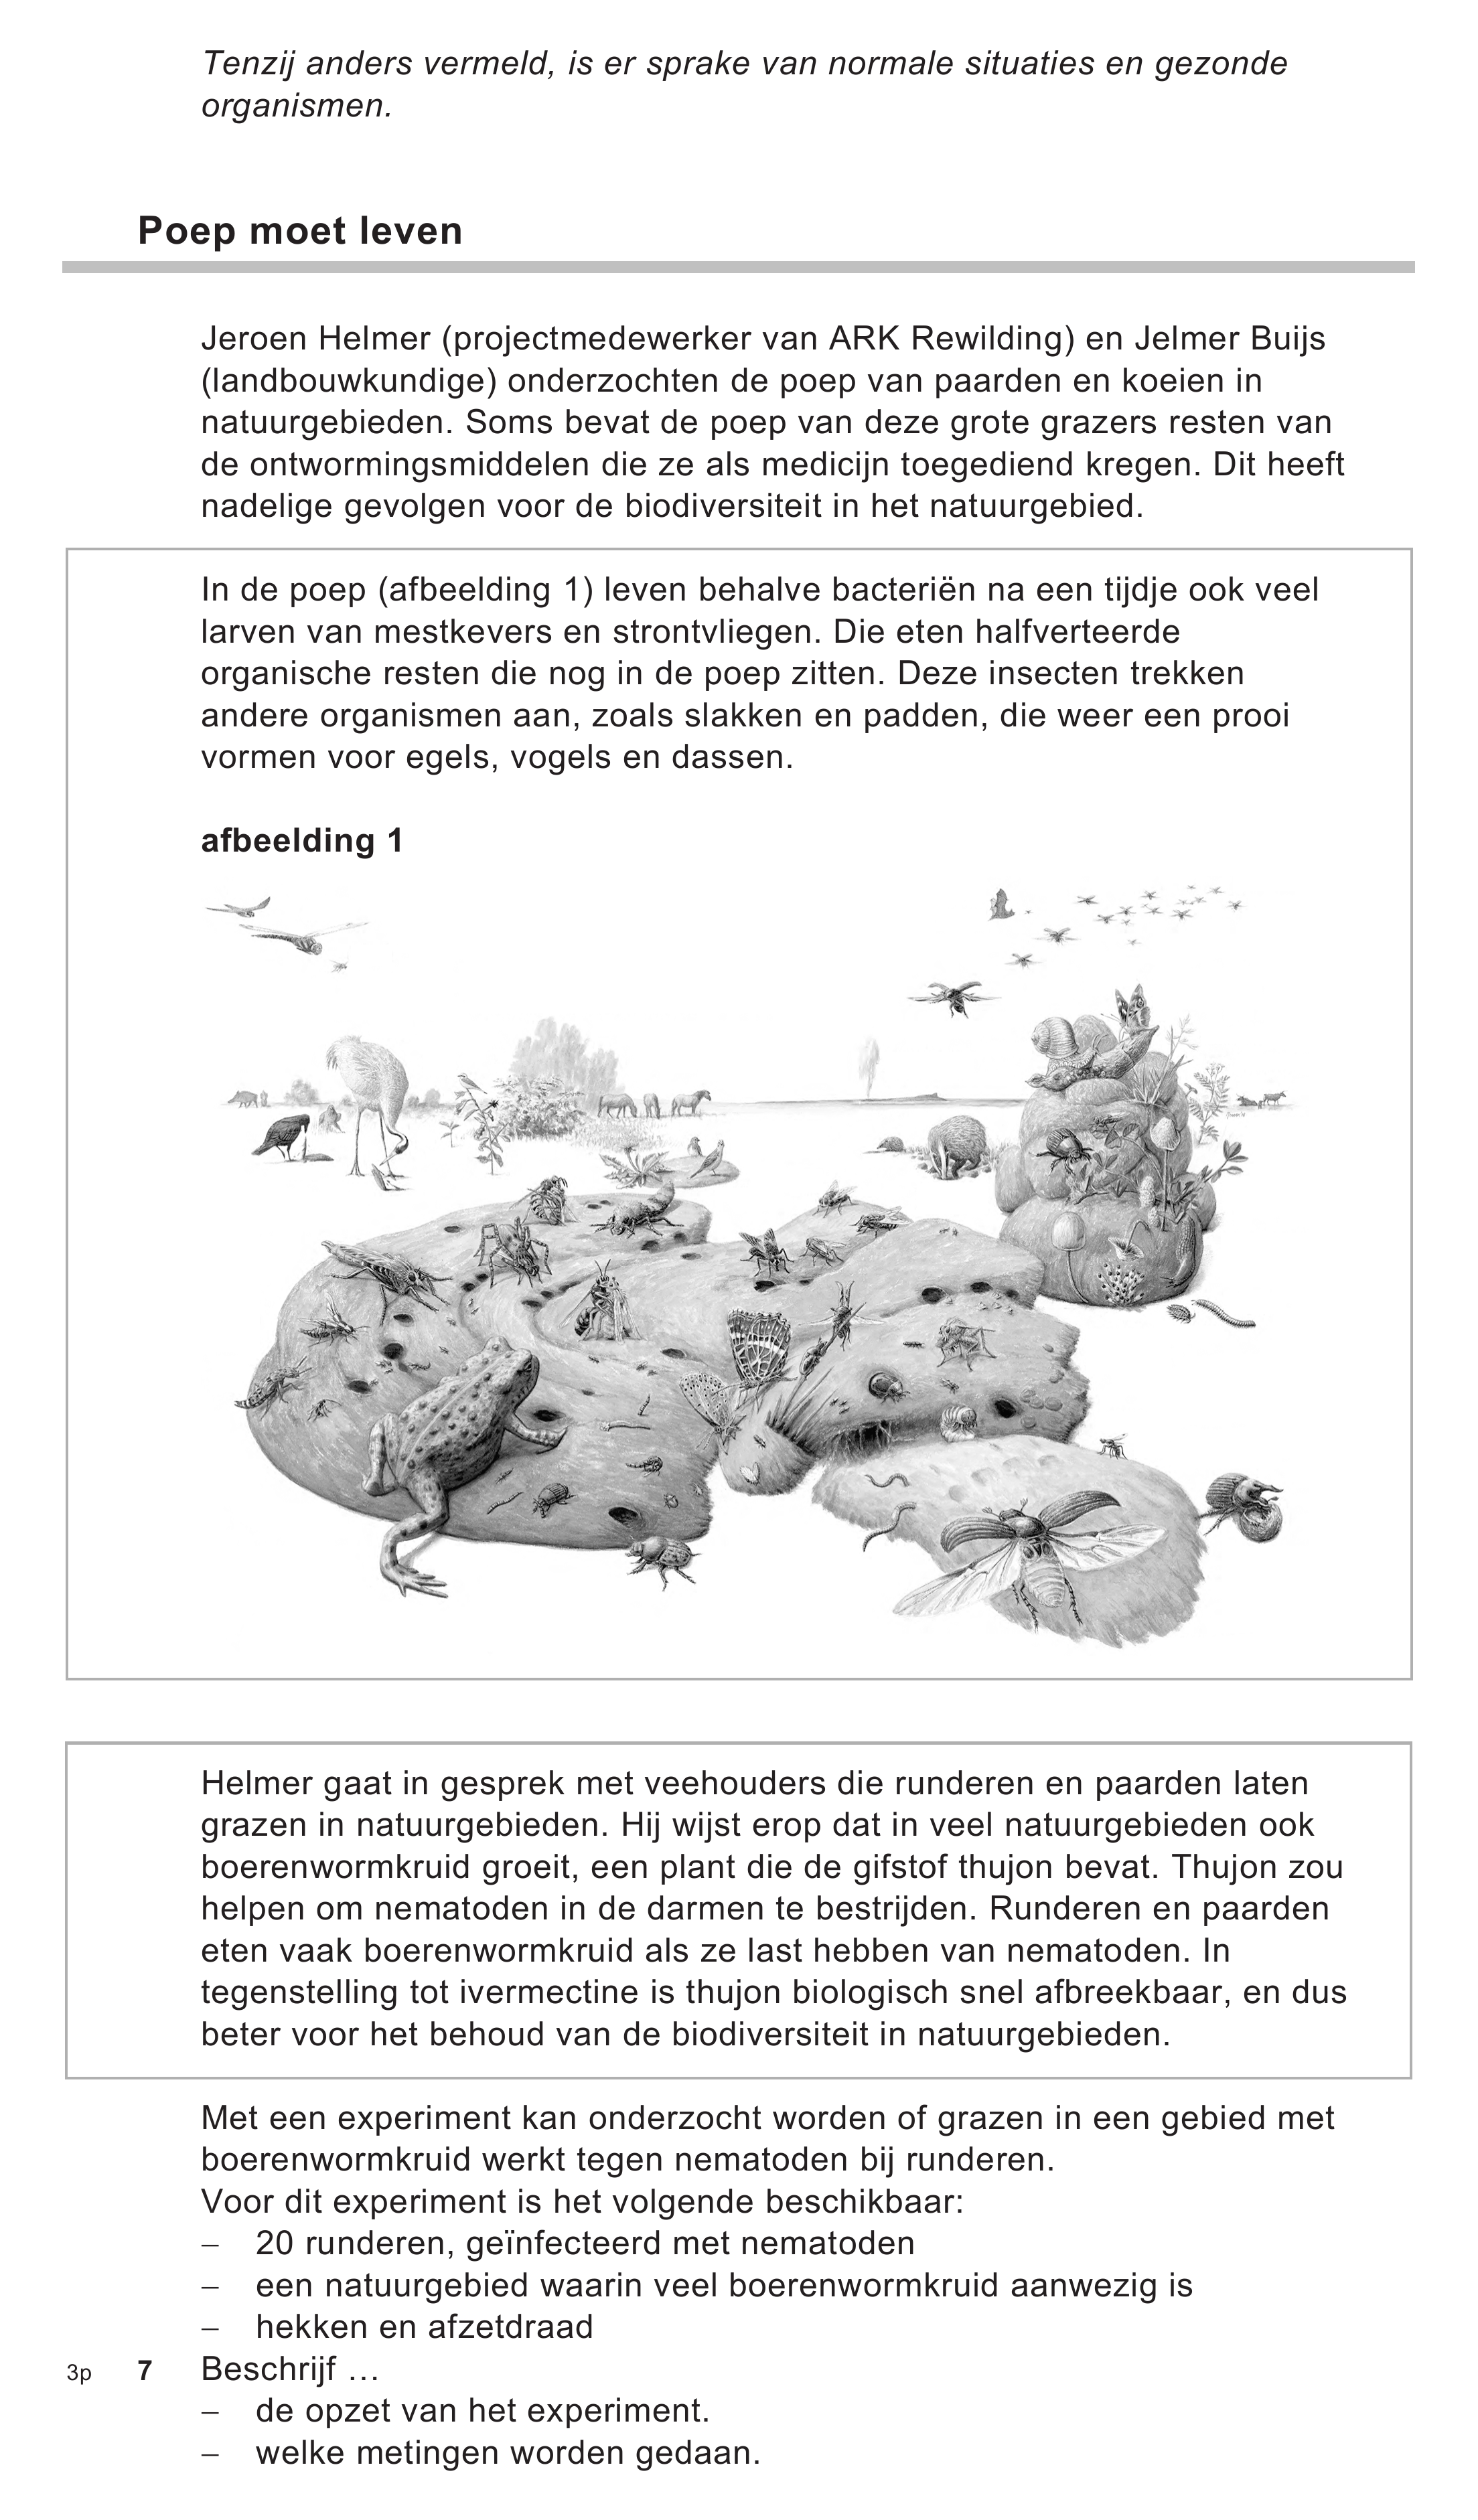 Tenzij anders vermeld, is er sprake van normale situaties en gezonde
organismen.
Poep moet leven
Jeroen Helmer (projectmedewerker van ARK Rewilding) en Jelmer Buijs
(landbouwkundige) onderzochten de poep van paarden en koeien in
natuurgebieden. Soms bevat de poep van deze grote grazers resten van
de ontwormingsmiddelen die ze als medicijn toegediend kregen. Dit heeft
nadelige gevolgen voor de biodiversiteit in het natuurgebied.
In de poep (afbeelding 1) leven behalve bacteriën na een tijdje ook veel
larven van mestkevers en strontvliegen. Die eten halfverteerde
organische resten die nog in de poep zitten. Deze insecten trekken
andere organismen aan, zoals slakken en padden, die weer een prooi
vormen voor egels, vogels en dassen.
afbeelding 1
Helmer gaat in gesprek met veehouders die runderen en paarden laten
grazen in natuurgebieden. Hij wijst erop dat in veel natuurgebieden ook
boerenwormkruid groeit, een plant die de gifstof thujon bevat. Thujon zou
helpen om nematoden in de darmen te bestrijden. Runderen en paarden
eten vaak boerenwormkruid als ze last hebben van nematoden. In
tegenstelling tot ivermectine is thujon biologisch snel afbreekbaar, en dus
beter voor het behoud van de biodiversiteit in natuurgebieden.
Met een experiment kan onderzocht worden of grazen in een gebied met
boerenwormkruid werkt tegen nematoden bij runderen.
Voor dit experiment is het volgende beschikbaar:
– 20 runderen, geïnfecteerd met nematoden
– een natuurgebied waarin veel boerenwormkruid aanwezig is
– hekken en afzetdraad
3p 7 Beschrijf …
– de opzet van het experiment.
– welke metingen worden gedaan.